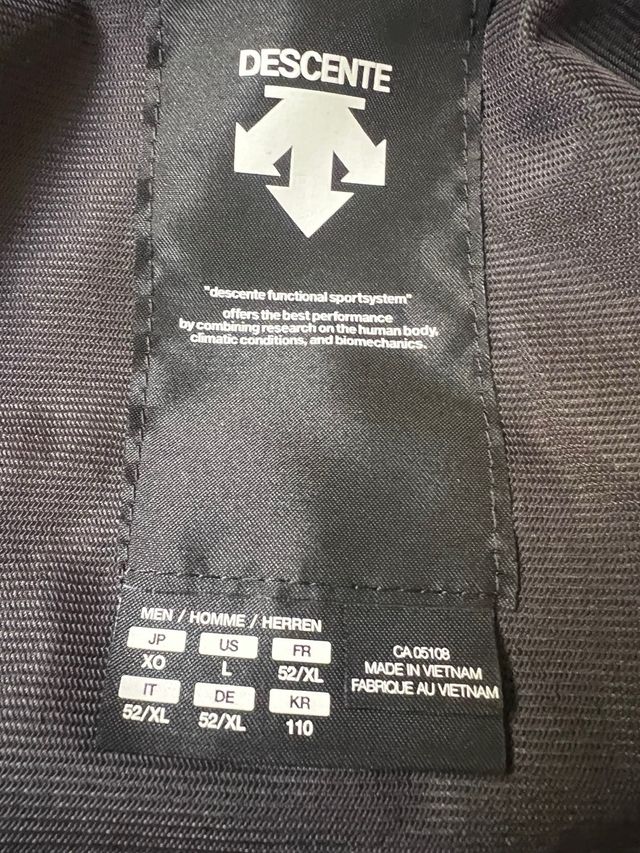 DESCENTE
"descente functional sportsystem"
offers the best performance
by combining research on the human body,
climatic conditions, and biomechanics.
MEN / HOMME / HERREN
JP US FR
XO L 52/XL
IT DE KR
52/XL 52/XL 110
CA 05108
MADE IN VIETNAM
FABRIQUE AU VIETNAM